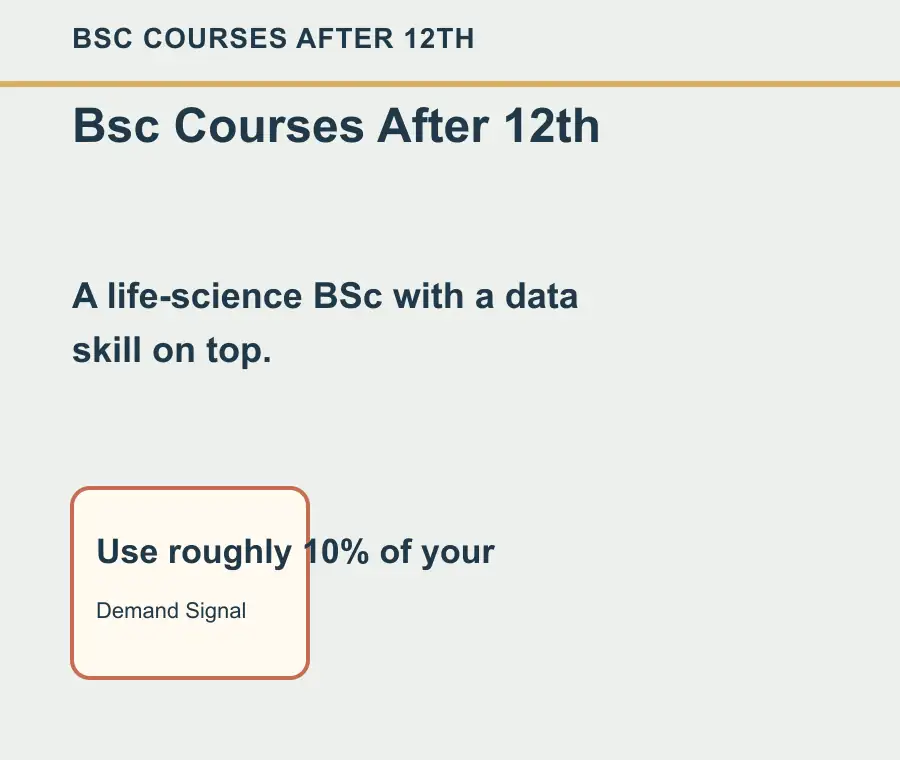 BSC COURSES AFTER 12TH
Bsc Courses After 12th
A life-science BSc with a data
skill on top.
Use roughly 10% of your
Demand Signal